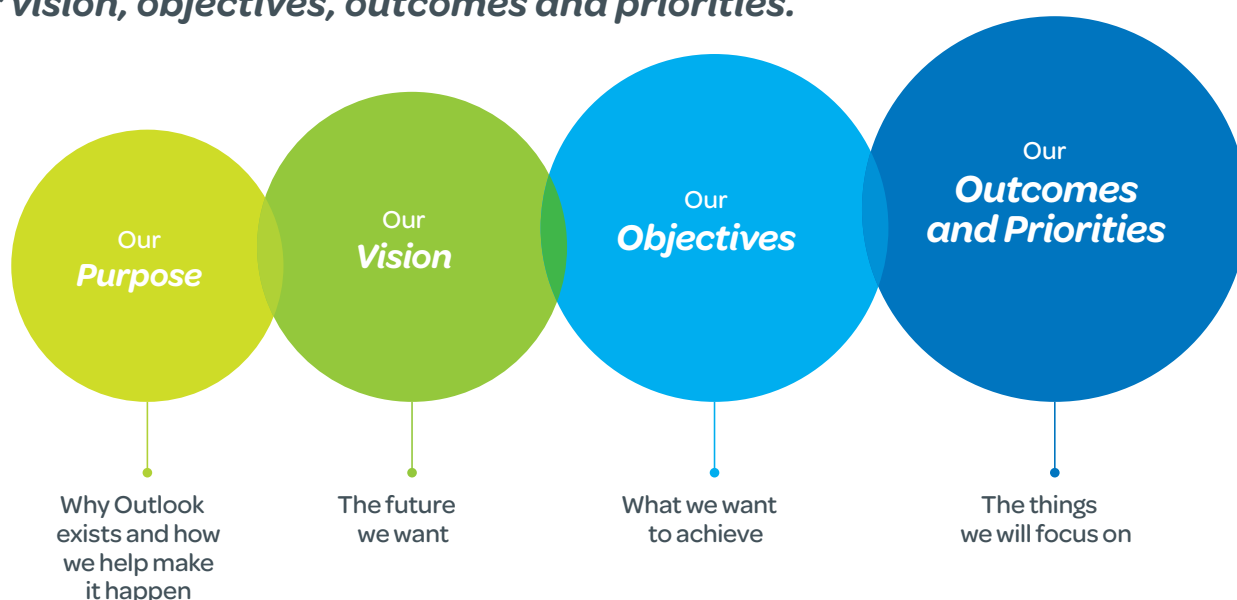 vision, objectives, outcomes and priorities.
Our
Purpose
Our
Vision
Our
Objectives
Our
Outcomes
and Priorities
Why Outlook
exists and how
we help make
it happen
The future
we want
What we want
to achieve
The things
we will focus on